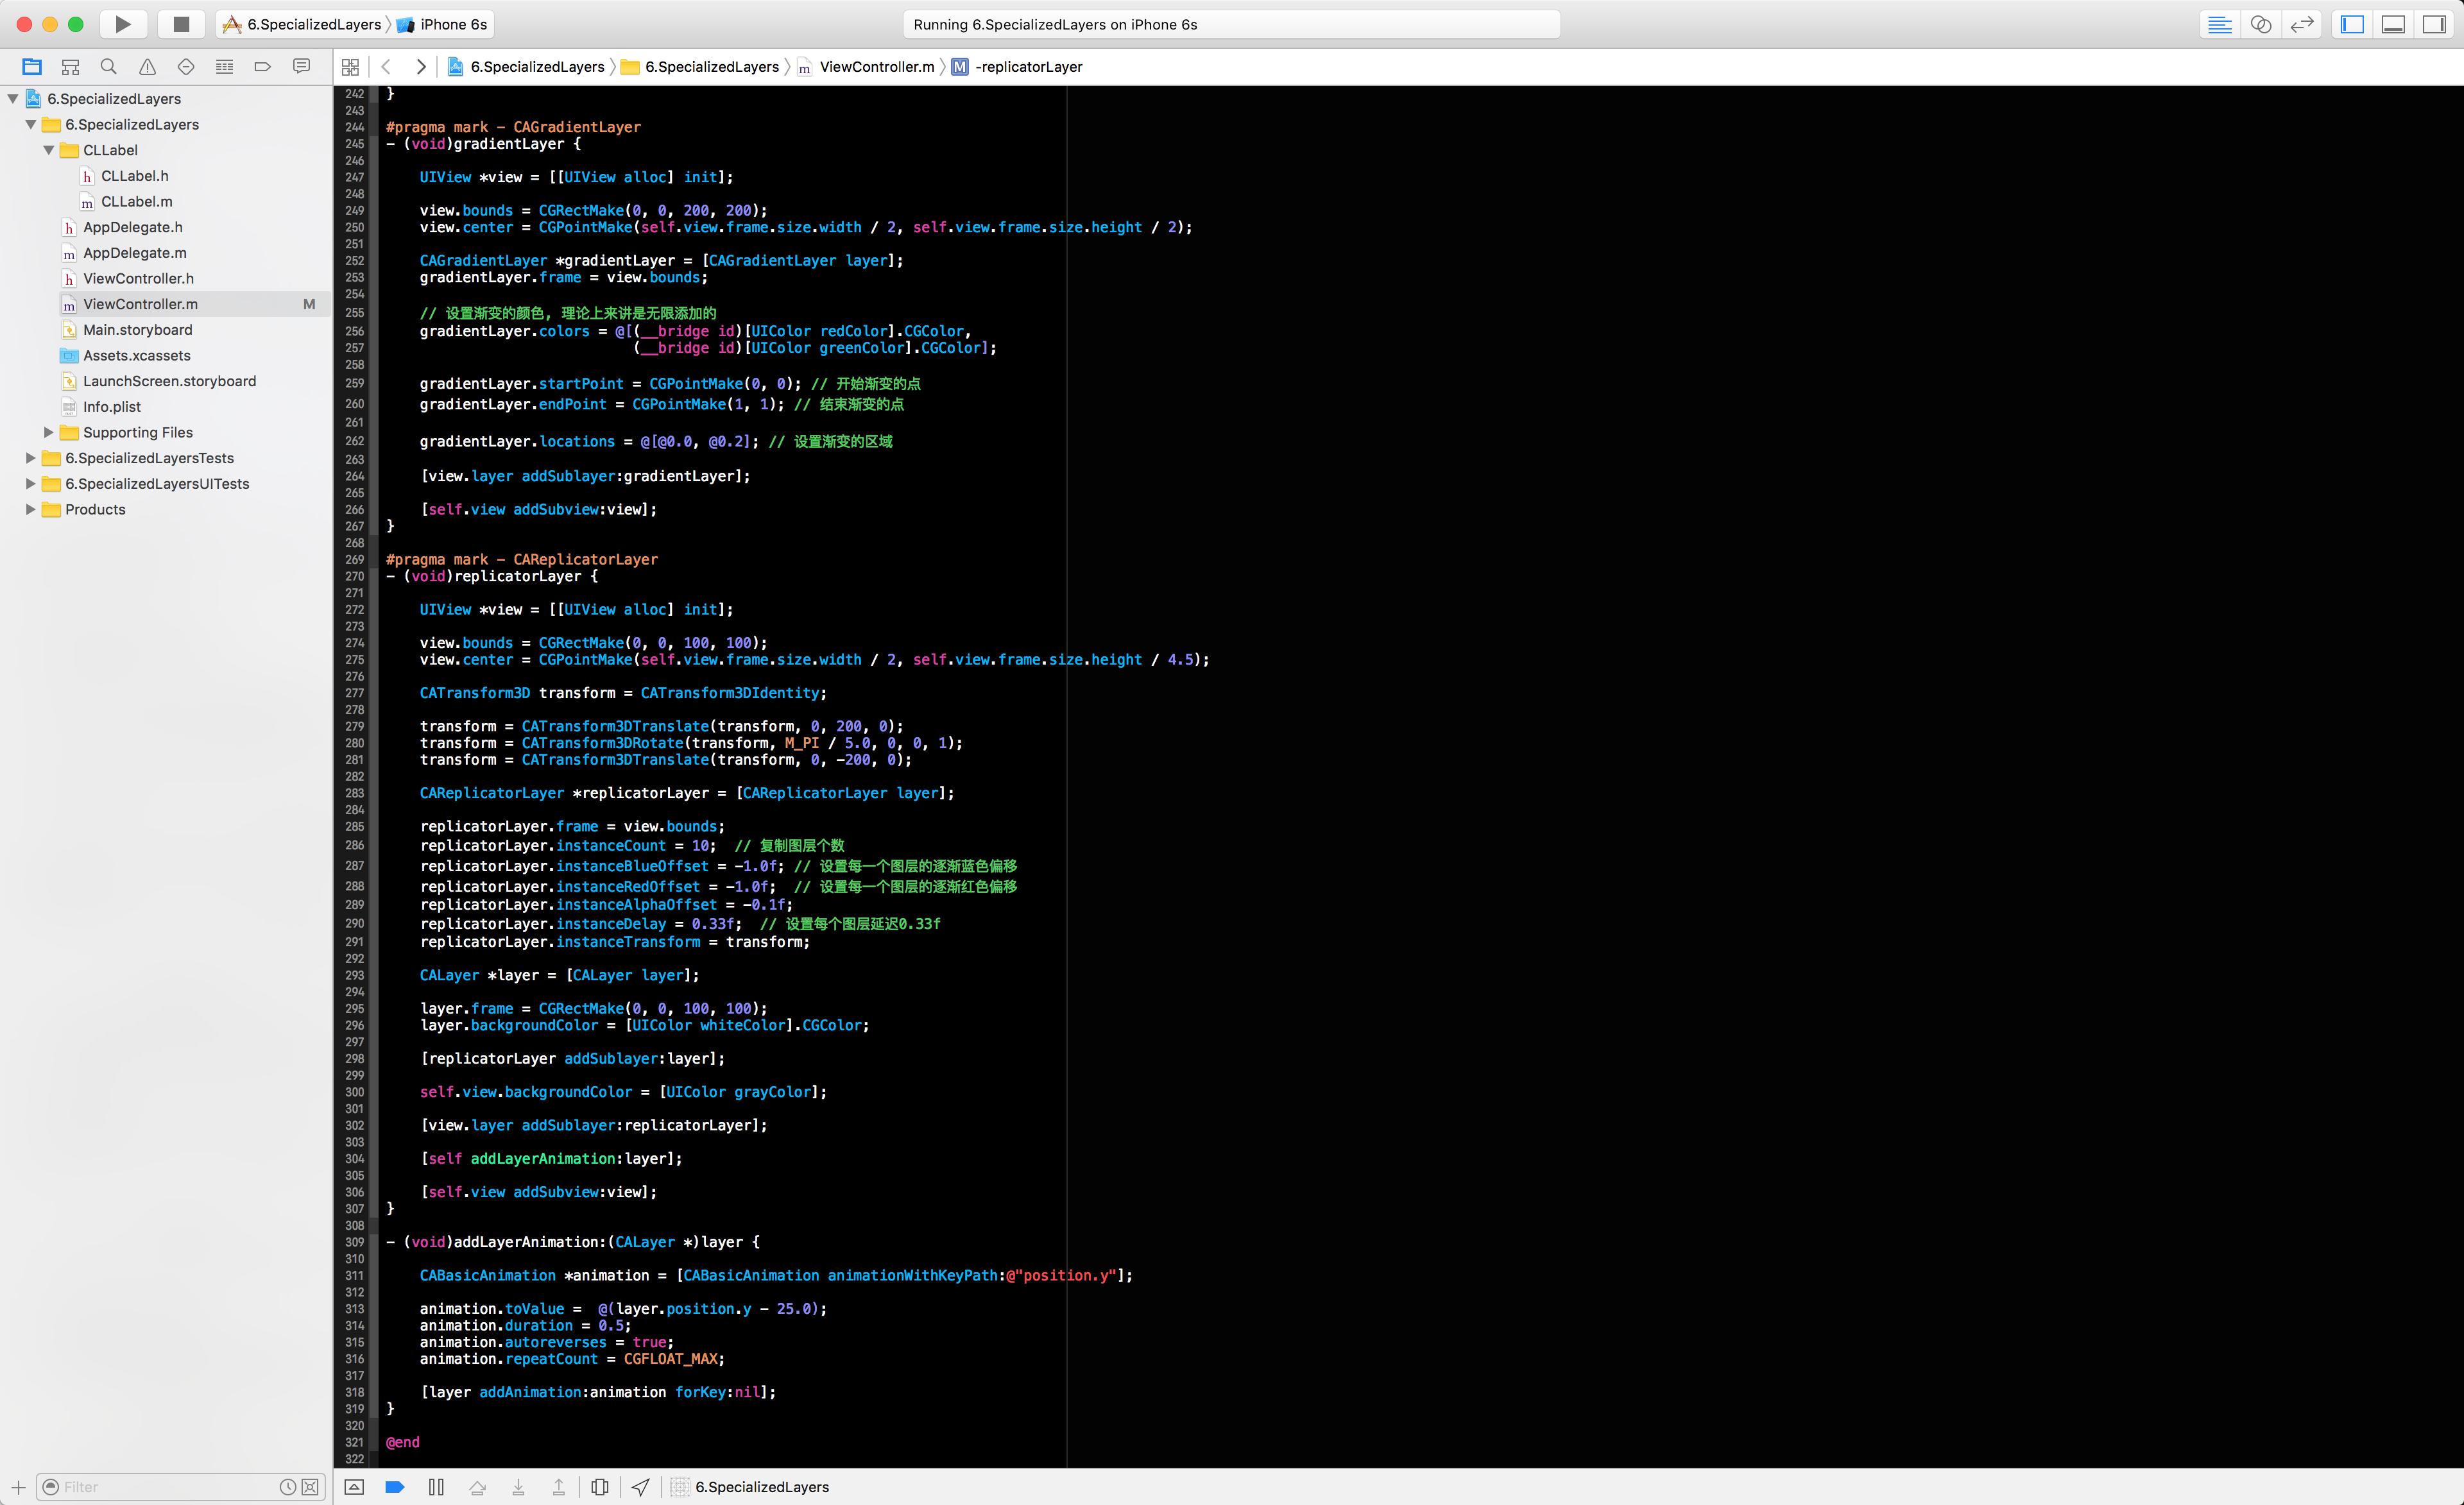 6.SpecializedLayers iPhone 6s
Running 6.SpecializedLayers on iPhone 6s
6.SpecializedLayers 6.SpecializedLayers m ViewController.m M -replicatorLayer
6.SpecializedLayers
6.SpecializedLayers
CLLabel
h CLLabel.h
m CLLabel.m
h AppDelegate.h
m AppDelegate.m
h ViewController.h
m ViewController.m M
Main.storyboard
Assets.xcassets
LaunchScreen.storyboard
Info.plist
Supporting Files
6.SpecializedLayersTests
6.SpecializedLayersUITests
Products
242 }
243
244 #pragma mark - CAGradientLayer
245 - (void)gradientLayer {
246
247 UIView *view = [[UIView alloc] init];
248
249 view.bounds = CGRectMake(0, 0, 200, 200);
250 view.center = CGPointMake(self.view.frame.size.width / 2, self.view.frame.size.height / 2);
251
252 CAGradientLayer *gradientLayer = [CAGradientLayer layer];
253 gradientLayer.frame = view.bounds;
254
255 // 设置渐变的颜色, 理论上来讲是无限添加的
256 gradientLayer.colors = @[(__bridge id)[UIColor redColor].CGColor,
257 (__bridge id)[UIColor greenColor].CGColor];
258
259 gradientLayer.startPoint = CGPointMake(0, 0); // 开始渐变的点
260 gradientLayer.endPoint = CGPointMake(1, 1); // 结束渐变的点
261
262 gradientLayer.locations = @[@0.0, @0.2]; // 设置渐变的区域
263
264 [view.layer addSublayer:gradientLayer];
265
266 [self.view addSubview:view];
267 }
268
269 #pragma mark - CAReplicatorLayer
270 - (void)replicatorLayer {
271
272 UIView *view = [[UIView alloc] init];
273
274 view.bounds = CGRectMake(0, 0, 100, 100);
275 view.center = CGPointMake(self.view.frame.size.width / 2, self.view.frame.size.height / 4.5);
276
277 CATransform3D transform = CATransform3DIdentity;
278
279 transform = CATransform3DTranslate(transform, 0, 200, 0);
280 transform = CATransform3DRotate(transform, M_PI / 5.0, 0, 0, 1);
281 transform = CATransform3DTranslate(transform, 0, -200, 0);
282
283 CAReplicatorLayer *replicatorLayer = [CAReplicatorLayer layer];
284
285 replicatorLayer.frame = view.bounds;
286 replicatorLayer.instanceCount = 10; // 复制图层个数
287 replicatorLayer.instanceBlueOffset = -1.0f; // 设置每一个图层的逐渐蓝色偏移
288 replicatorLayer.instanceRedOffset = -1.0f; // 设置每一个图层的逐渐红色偏移
289 replicatorLayer.instanceAlphaOffset = -0.1f;
290 replicatorLayer.instanceDelay = 0.33f; // 设置每个图层延迟0.33f
291 replicatorLayer.instanceTransform = transform;
292
293 CALayer *layer = [CALayer layer];
294
295 layer.frame = CGRectMake(0, 0, 100, 100);
296 layer.backgroundColor = [UIColor whiteColor].CGColor;
297
298 [replicatorLayer addSublayer:layer];
299
300 self.view.backgroundColor = [UIColor grayColor];
301
302 [view.layer addSublayer:replicatorLayer];
303
304 [self addLayerAnimation:layer];
305
306 [self.view addSubview:view];
307 }
308
309 - (void)addLayerAnimation:(CALayer *)layer {
310
311 CABasicAnimation *animation = [CABasicAnimation animationWithKeyPath:@"position.y"];
312
313 animation.toValue = @(layer.position.y - 25.0);
314 animation.duration = 0.5;
315 animation.autoreverses = true;
316 animation.repeatCount = CGFLOAT_MAX;
317
318 [layer addAnimation:animation forKey:nil];
319 }
320
321 @end
322
Filter
6.SpecializedLayers